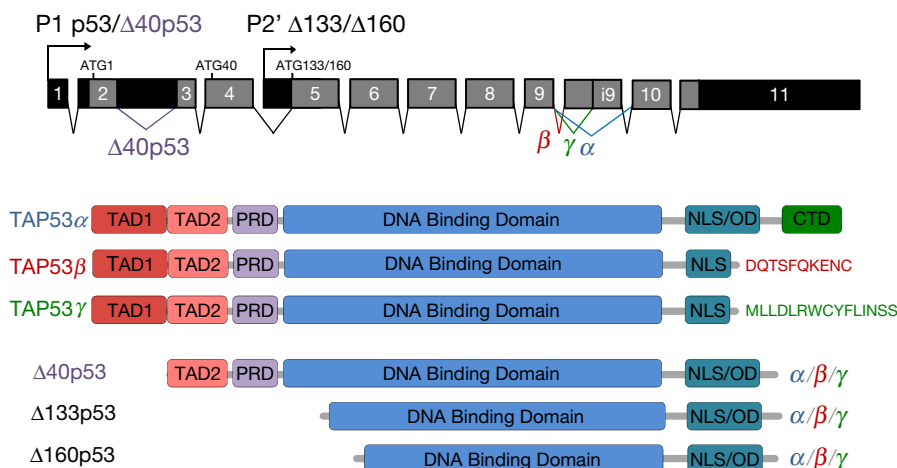 P1 p53/Δ40p53 P2' Δ133/Δ160
ATG1 ATG40 ATG133/160
1 2 3 4 5 6 7 8 9 i9 10 11
Δ40p53 β γ α
TAP53α TAD1 TAD2 PRD DNA Binding Domain NLS/OD CTD
TAP53β TAD1 TAD2 PRD DNA Binding Domain NLS DQTSFQKENC
TAP53γ TAD1 TAD2 PRD DNA Binding Domain NLS MLLDLRWCYFLINSS
Δ40p53 TAD2 PRD DNA Binding Domain NLS/OD α/β/γ
Δ133p53 DNA Binding Domain NLS/OD α/β/γ
Δ160p53 DNA Binding Domain NLS/OD α/β/γ